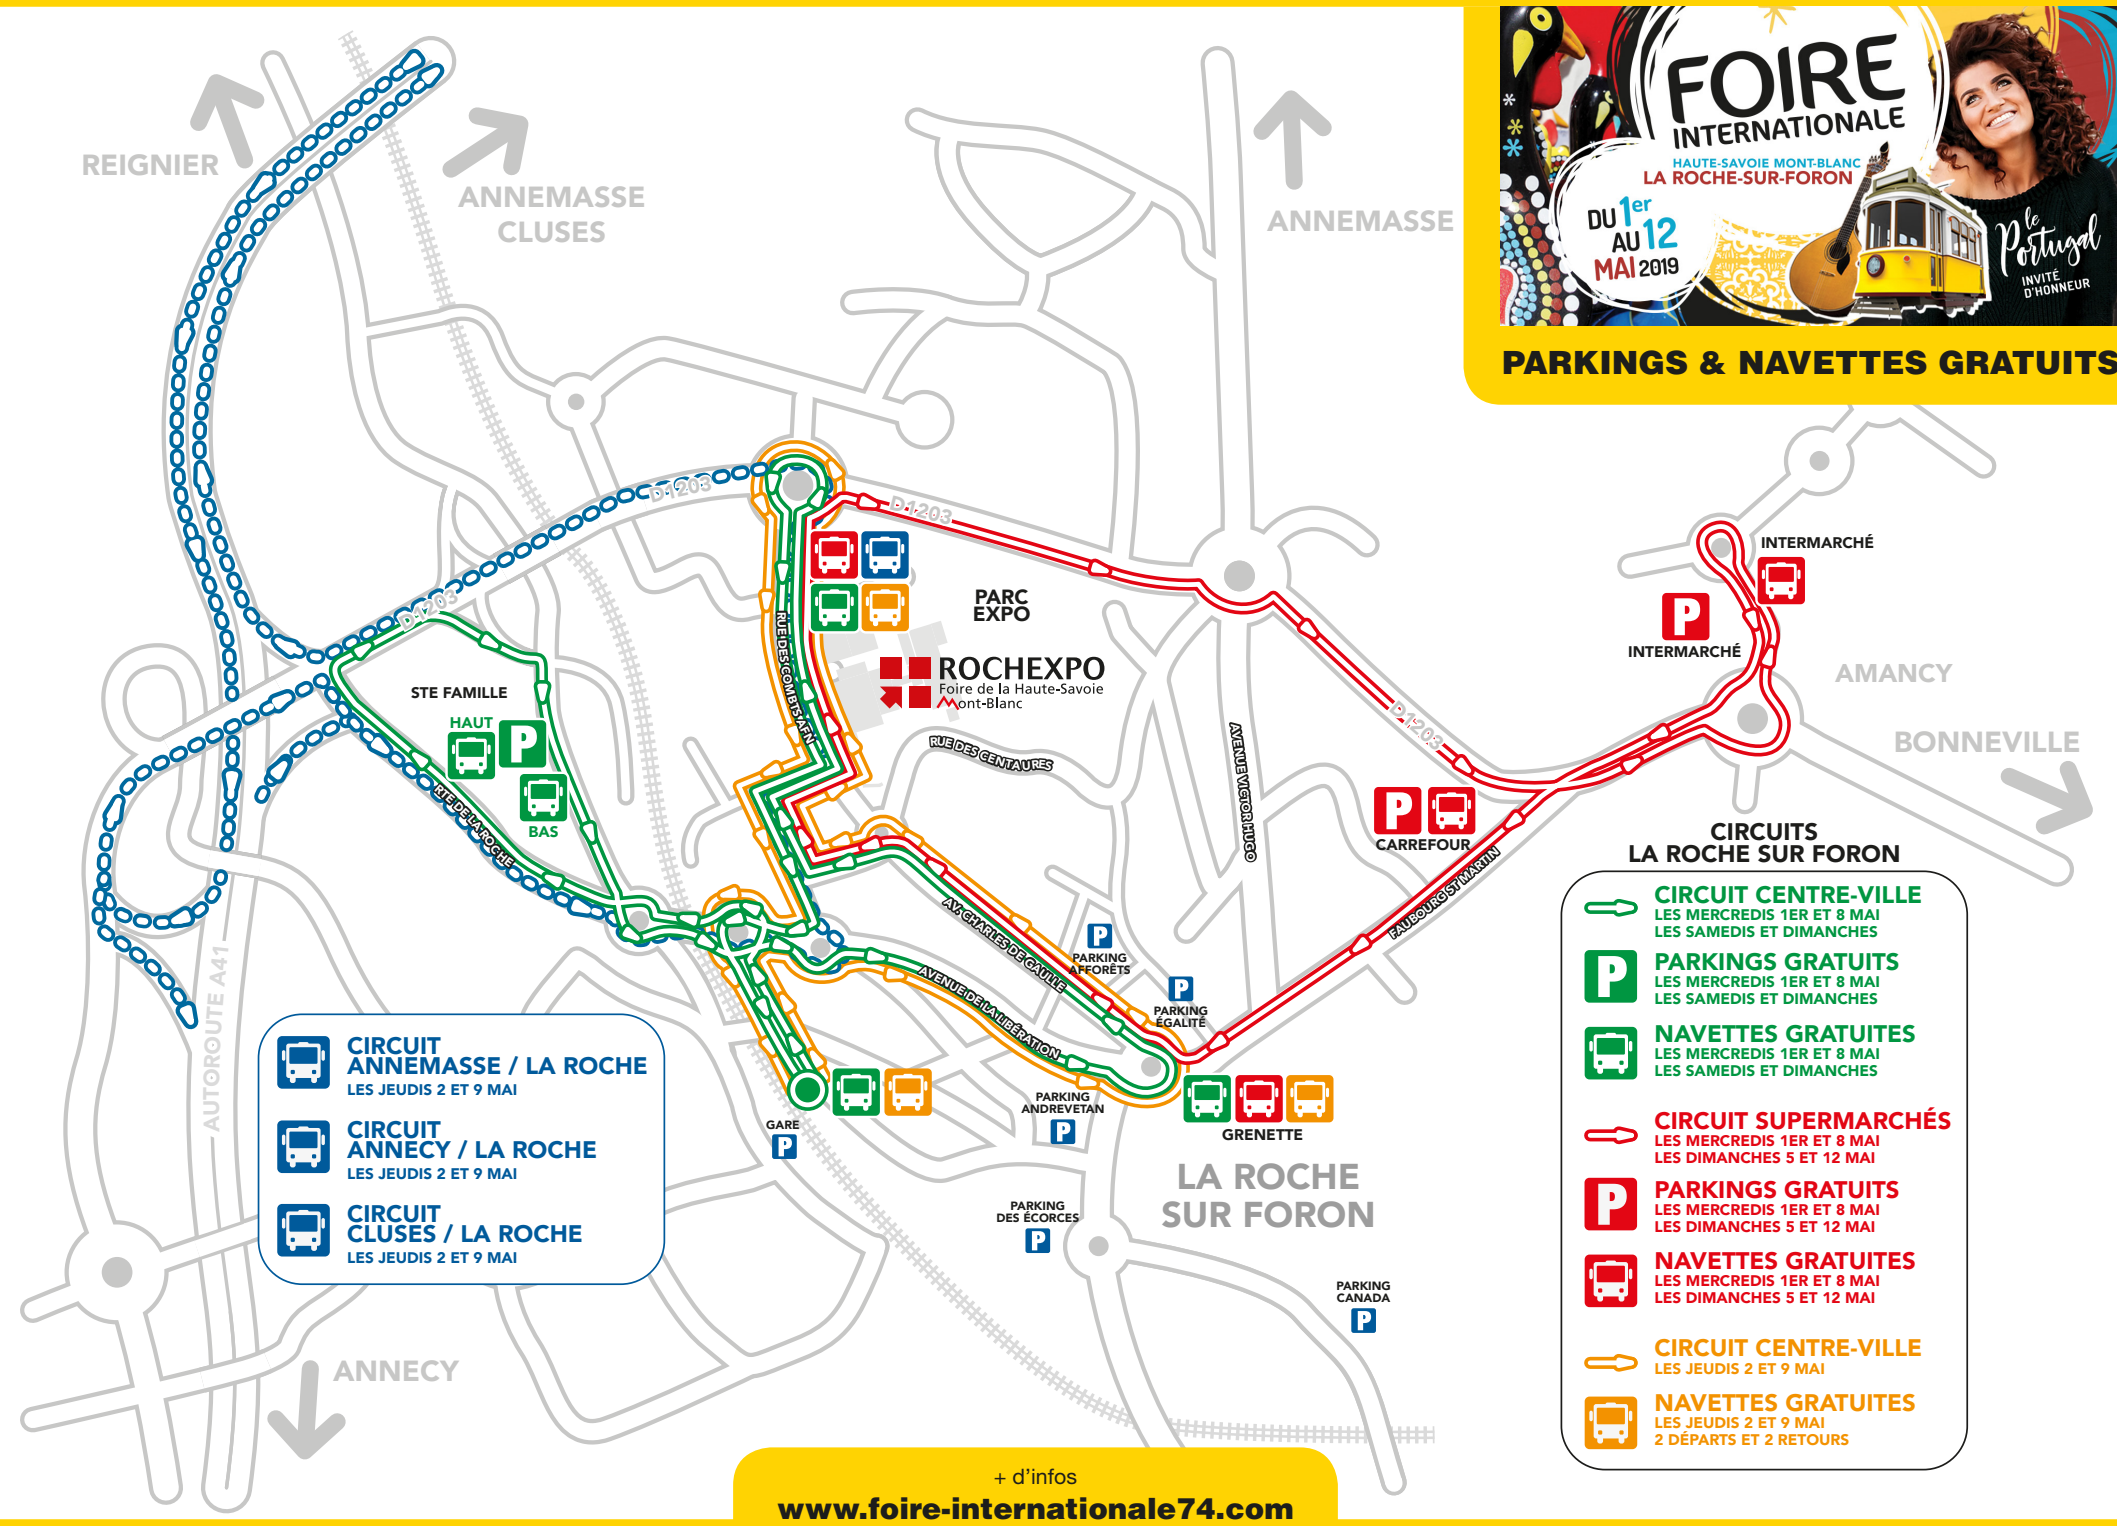 FOIRE
INTERNATIONALE
HAUTE-SAVOIE MONT-BLANC
LA ROCHE-SUR-FORON
DU 1er
AU 12
MAI 2019
le
Portugal
INVITÉ
D'HONNEUR
PARKINGS & NAVETTES GRATUITS
REIGNIER
ANNEMASSE
CLUSES
ANNEMASSE
D1203
D1203
D1203
D1203
INTERMARCHÉ
P
INTERMARCHÉ
AMANCY
BONNEVILLE
PARC
EXPO
ROCHEXPO
Foire de la Haute-Savoie
Mont-Blanc
RUE DES COMBTS AFN
STE FAMILLE
HAUT
P
BAS
RTE DE LA ROCHE
RUE DES CENTAURES
AVENUE VICTOR HUGO
P
CARREFOUR
FAUBOURG ST MARTIN
AV. CHARLES DE GAULLE
AVENUE DE LA LIBÉRATION
P
PARKING
AFFORÊTS
P
PARKING
ÉGALITÉ
AUTOROUTE A41
GARE
P
PARKING
ANDREVETAN
P
GRENETTE
LA ROCHE
SUR FORON
PARKING
DES ÉCORCES
P
PARKING
CANADA
P
ANNECY
CIRCUIT
ANNEMASSE / LA ROCHE
LES JEUDIS 2 ET 9 MAI
CIRCUIT
ANNECY / LA ROCHE
LES JEUDIS 2 ET 9 MAI
CIRCUIT
CLUSES / LA ROCHE
LES JEUDIS 2 ET 9 MAI
CIRCUITS
LA ROCHE SUR FORON
CIRCUIT CENTRE-VILLE
LES MERCREDIS 1ER ET 8 MAI
LES SAMEDIS ET DIMANCHES
P
PARKINGS GRATUITS
LES MERCREDIS 1ER ET 8 MAI
LES SAMEDIS ET DIMANCHES
NAVETTES GRATUITES
LES MERCREDIS 1ER ET 8 MAI
LES SAMEDIS ET DIMANCHES
CIRCUIT SUPERMARCHÉS
LES MERCREDIS 1ER ET 8 MAI
LES DIMANCHES 5 ET 12 MAI
P
PARKINGS GRATUITS
LES MERCREDIS 1ER ET 8 MAI
LES DIMANCHES 5 ET 12 MAI
NAVETTES GRATUITES
LES MERCREDIS 1ER ET 8 MAI
LES DIMANCHES 5 ET 12 MAI
CIRCUIT CENTRE-VILLE
LES JEUDIS 2 ET 9 MAI
NAVETTES GRATUITES
LES JEUDIS 2 ET 9 MAI
2 DÉPARTS ET 2 RETOURS
+ d'infos
www.foire-internationale74.com